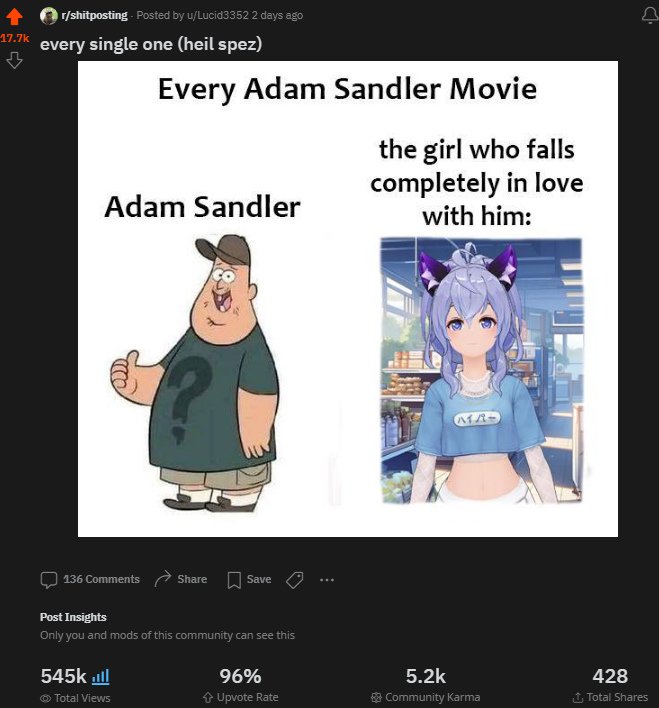 r/shitposting · Posted by u/Lucid3352 2 days ago
17.7k
every single one (heil spez)
Every Adam Sandler Movie
Adam Sandler
the girl who falls
completely in love
with him:
?
ハイパー
136 Comments Share Save
Post Insights
Only you and mods of this community can see this
545k 96% 5.2k 428
Total Views Upvote Rate Community Karma Total Shares